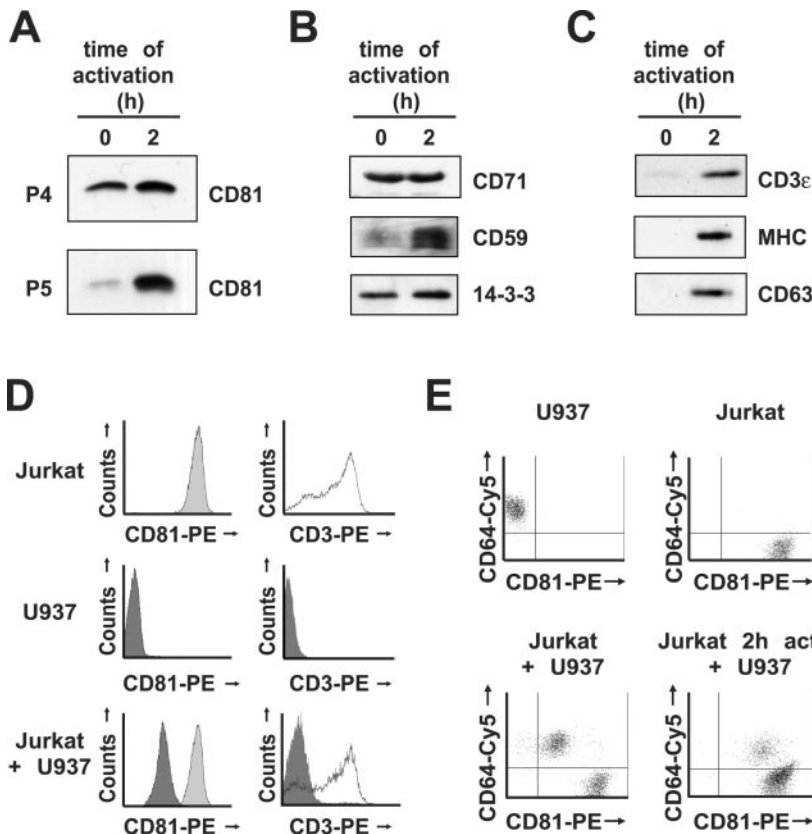 A
time of
activation
(h)
0 2
P4 CD81
P5 CD81
B
time of
activation
(h)
0 2
CD71
CD59
14-3-3
C
time of
activation
(h)
0 2
CD3ε
MHC
CD63
D
Jurkat
Counts →
CD81-PE →
Counts →
CD3-PE →
U937
Counts →
CD81-PE →
Counts →
CD3-PE →
Jurkat
+ U937
Counts →
CD81-PE →
Counts →
CD3-PE →
E
U937
CD64-Cy5 →
CD81-PE →
Jurkat
CD64-Cy5 →
CD81-PE →
Jurkat
+ U937
CD64-Cy5 →
CD81-PE →
Jurkat 2h act
+ U937
CD64-Cy5 →
CD81-PE →